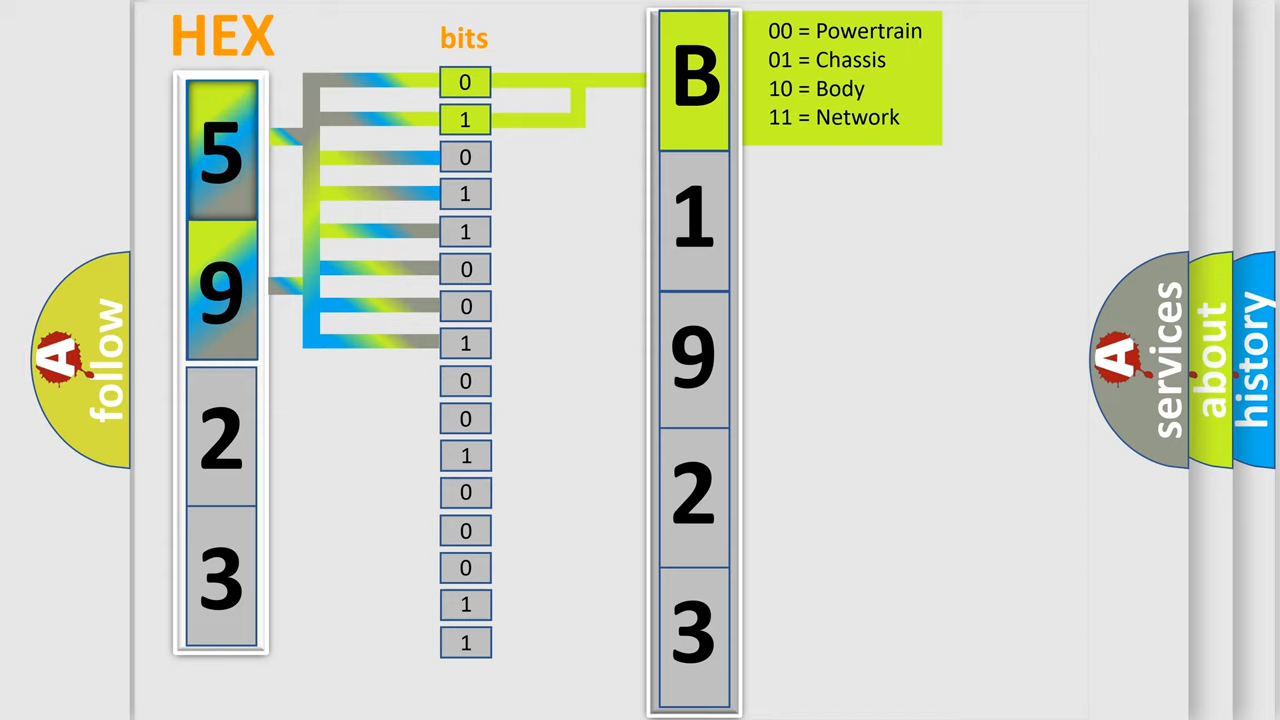 HEX
bits
5
9
2
3
0
1
0
1
1
0
0
1
0
0
1
0
0
0
1
1
B
1
9
2
3
00 = Powertrain
01 = Chassis
10 = Body
11 = Network
A follow
A services
about
history